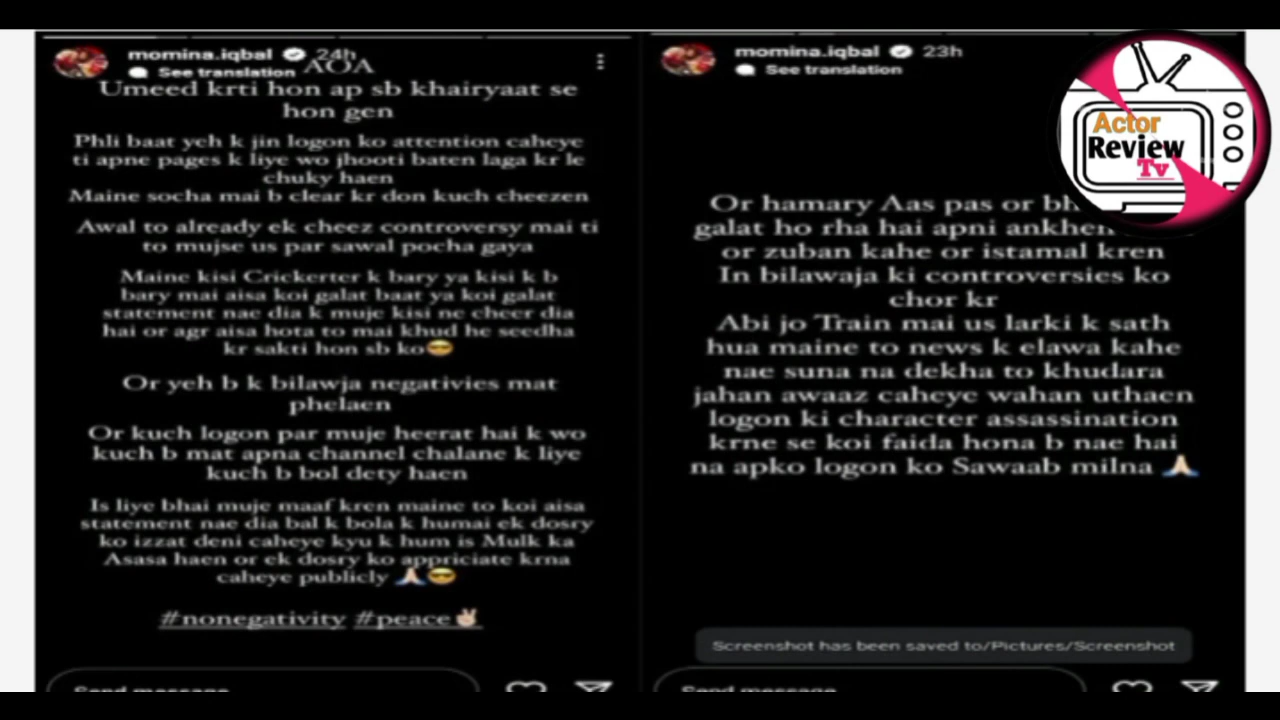 momina.iqbal 24h
See translation
AOA
Umeed krti hon ap sb khairyaat se
hon gen
Phli baat yeh k jin logon ko attention caheye
ti apne pages k liye wo jhooti baten laga kr le
chuky haen
Maine socha mai b clear kr don kuch cheezen
Awal to already ek cheez controversy mai ti
to mujse us par sawal pocha gaya
Maine kisi Crickerter k bary ya kisi k b
bary mai aisa koi galat baat ya koi galat
statement nae dia k muje kisi ne cheer dia
hai or agr aisa hota to mai khud he seedha
kr sakti hon sb ko😎
Or yeh b k bilawja negativies mat
phelaen
Or kuch logon par muje heerat hai k wo
kuch b mat apna channel chalane k liye
kuch b bol dety haen
Is liye bhai muje maaf kren maine to koi aisa
statement nae dia bal k bola k humai ek dosry
ko izzat deni caheye kyu k hum is Mulk ka
Asasa haen or ek dosry ko appriciate krna
caheye publicly 🙏🏻😎
#nonegativity #peace✌🏻
Send message
momina.iqbal 23h
See translation
Or hamary Aas pas or
galat ho rha hai apni ankhen
or zuban kahe or istamal kren
In bilawaja ki controversies ko
chor kr
Abi jo Train mai us larki k sath
hua maine to news k elawa kahe
nae suna na dekha to khudara
jahan awaaz caheye wahan uthaen
logon ki character assassination
krne se koi faida hona b nae hai
na apko logon ko Sawaab milna 🙏🏻
Screenshot has been saved to/Pictures/Screenshot
Send message
Actor
Review
Tv